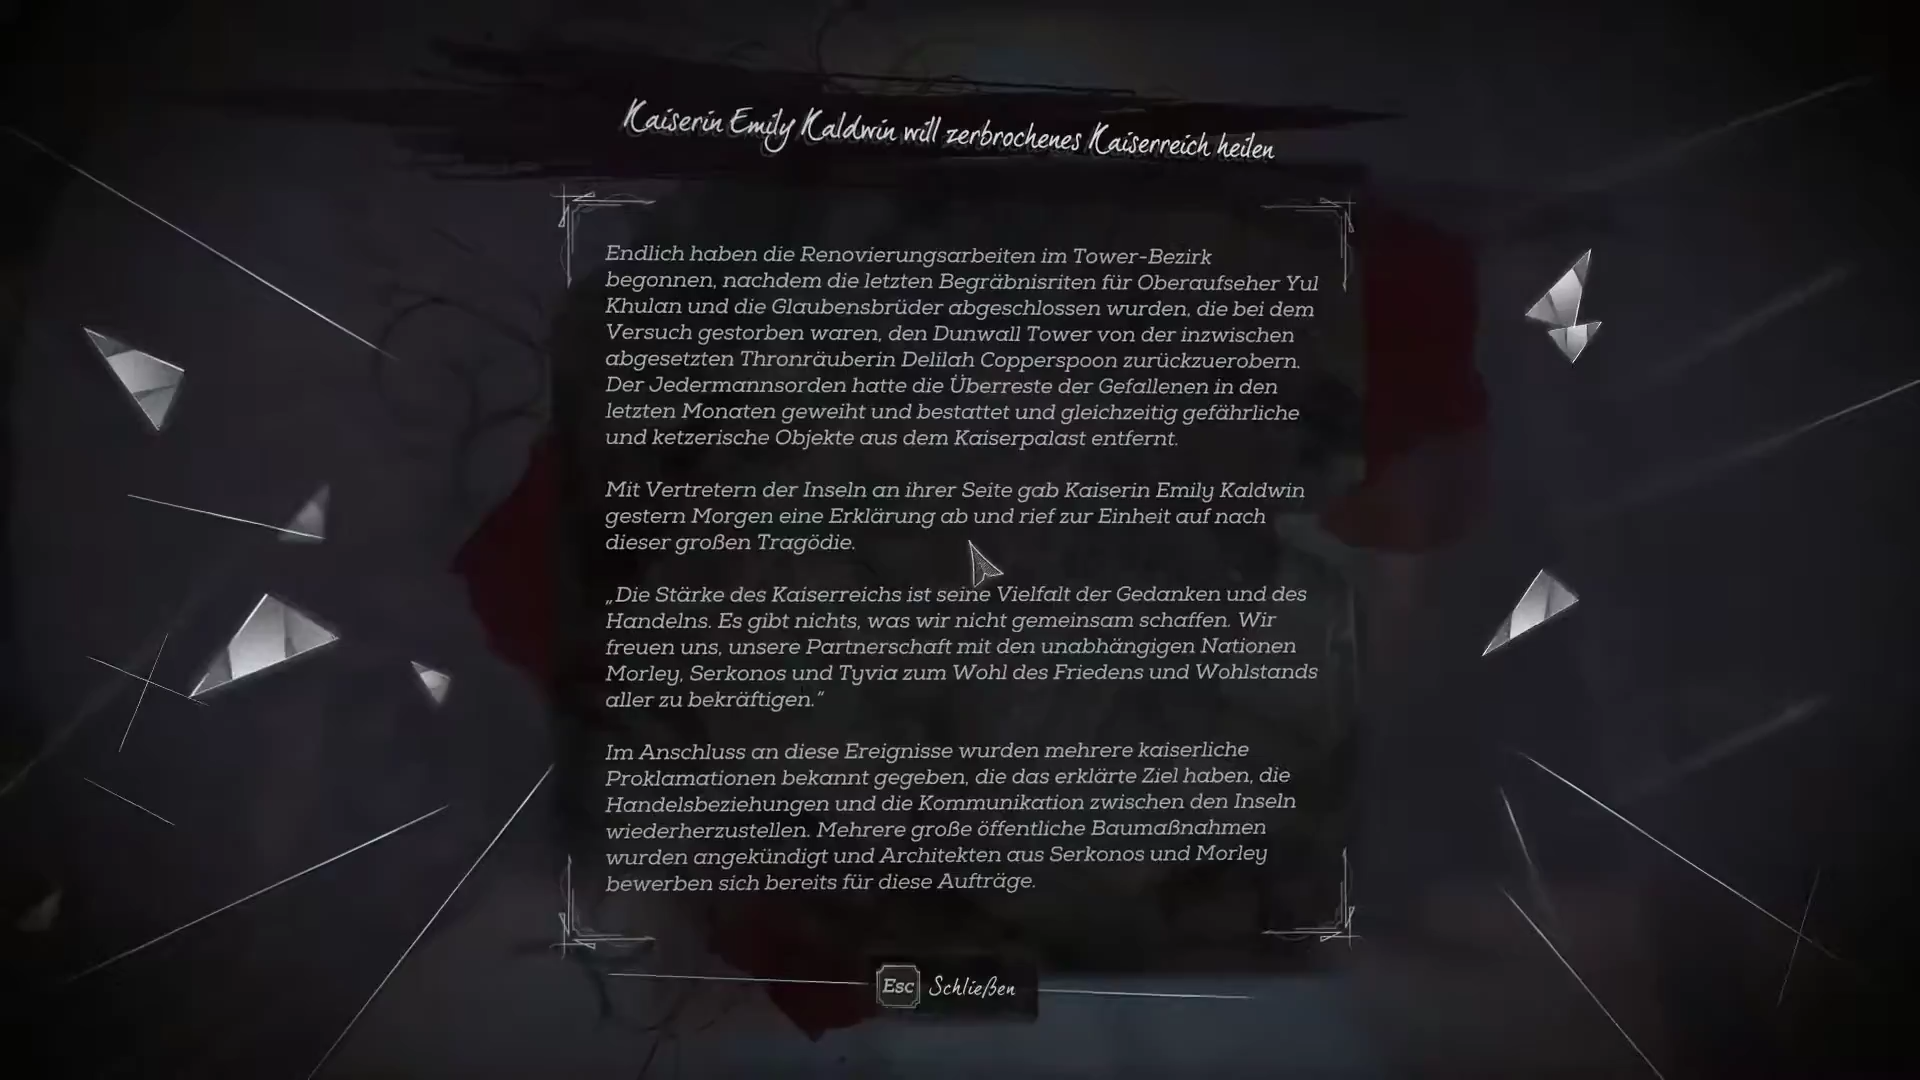 Kaiserin Emily Kaldwin will zerbrochenes Kaiserreich heilen
Endlich haben die Renovierungsarbeiten im Tower-Bezirk
begonnen, nachdem die letzten Begräbnisriten für Oberaufseher Yul
Khulan und die Glaubensbrüder abgeschlossen wurden, die bei dem
Versuch gestorben waren, den Dunwall Tower von der inzwischen
abgesetzten Thronräuberin Delilah Copperspoon zurückzuerobern.
Der Jedermannsorden hatte die Überreste der Gefallenen in den
letzten Monaten geweiht und bestattet und gleichzeitig gefährliche
und ketzerische Objekte aus dem Kaiserpalast entfernt.
Mit Vertretern der Inseln an ihrer Seite gab Kaiserin Emily Kaldwin
gestern Morgen eine Erklärung ab und rief zur Einheit auf nach
dieser großen Tragödie.
„Die Stärke des Kaiserreichs ist seine Vielfalt der Gedanken und des
Handelns. Es gibt nichts, was wir nicht gemeinsam schaffen. Wir
freuen uns, unsere Partnerschaft mit den unabhängigen Nationen
Morley, Serkonos und Tyvia zum Wohl des Friedens und Wohlstands
aller zu bekräftigen.“
Im Anschluss an diese Ereignisse wurden mehrere kaiserliche
Proklamationen bekannt gegeben, die das erklärte Ziel haben, die
Handelsbeziehungen und die Kommunikation zwischen den Inseln
wiederherzustellen. Mehrere große öffentliche Baumaßnahmen
wurden angekündigt und Architekten aus Serkonos und Morley
bewerben sich bereits für diese Aufträge.
Esc Schließen